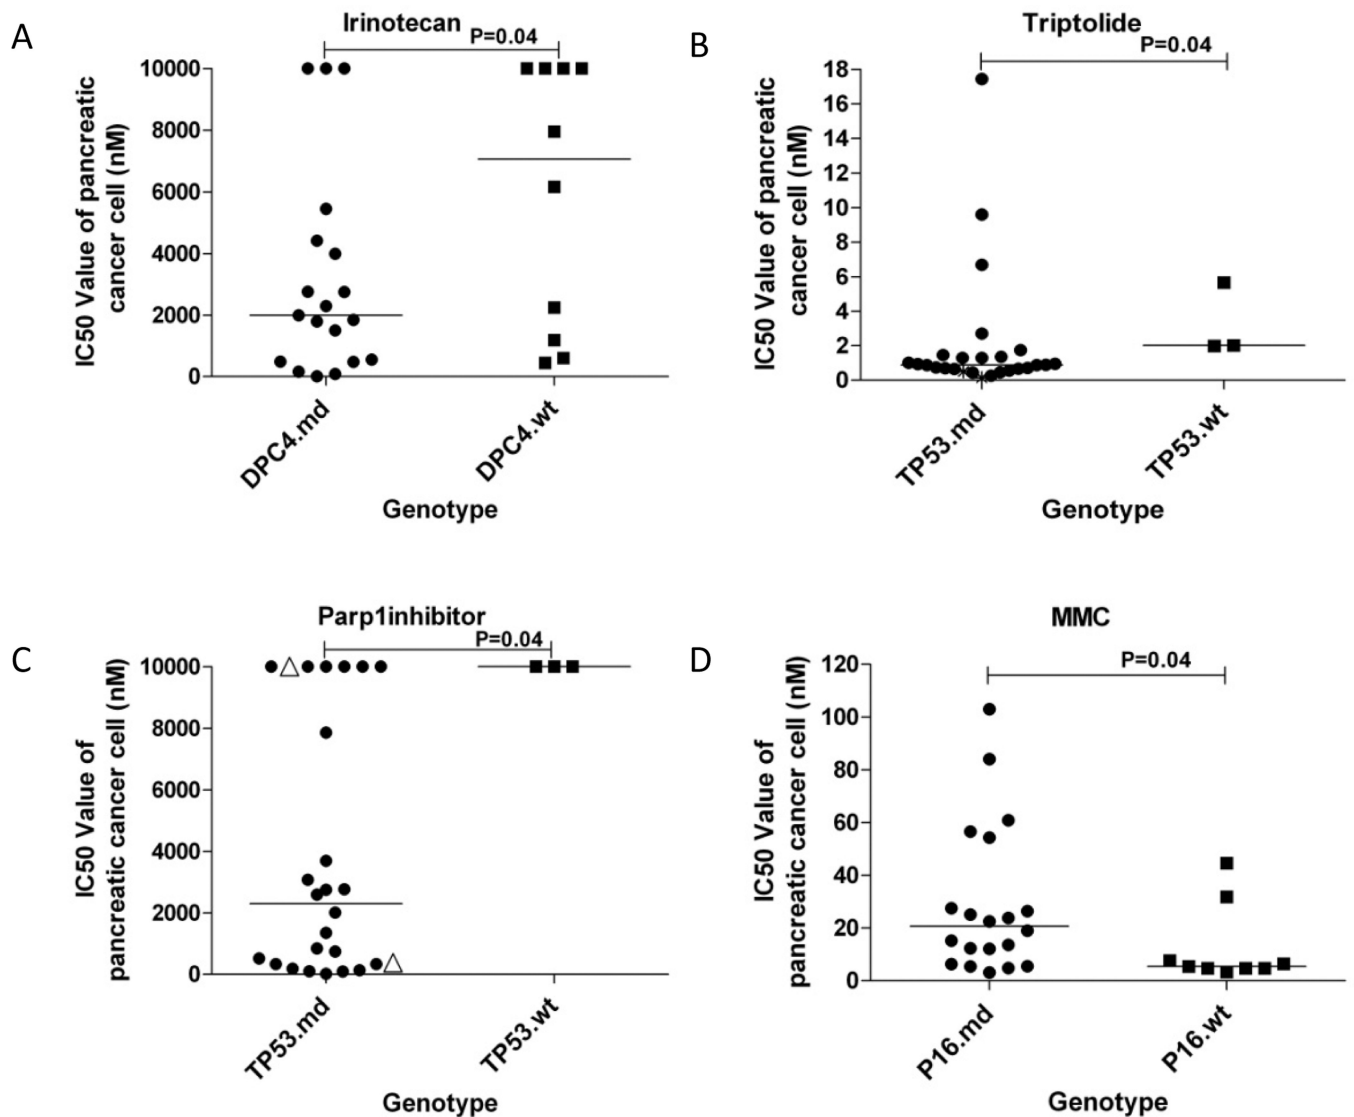 A
Irinotecan
P=0.04
IC50 Value of pancreatic
cancer cell (nM)
10000
8000
6000
4000
2000
0
DPC4.md
DPC4.wt
Genotype
B
Triptolide
P=0.04
IC50 Value of pancreatic
cancer cell (nM)
18
16
14
12
10
8
6
4
2
0
TP53.md
TP53.wt
Genotype
C
Parp1inhibitor
P=0.04
IC50 Value of
pancreatic cancer cell (nM)
10000
8000
6000
4000
2000
0
TP53.md
TP53.wt
Genotype
D
MMC
P=0.04
IC50 Value of
pancreatic cancer cell (nM)
120
100
80
60
40
20
0
P16.md
P16.wt
Genotype